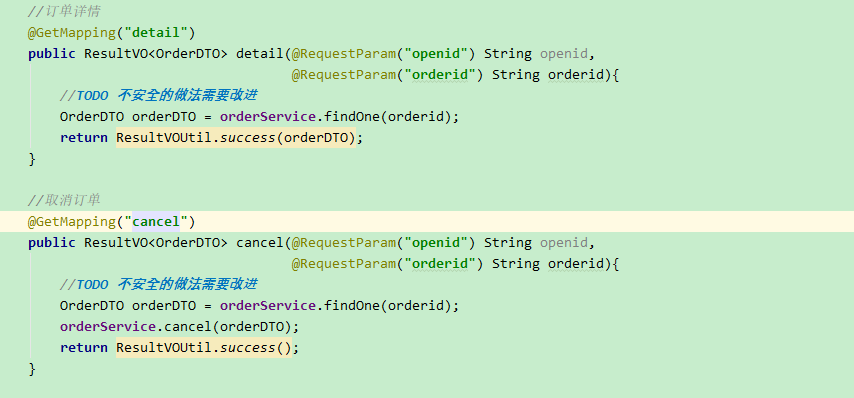 //订单详情
@GetMapping("detail")
public ResultVO<OrderDTO> detail(@RequestParam("openid") String openid,
@RequestParam("orderid") String orderid){
//TODO 不安全的做法需要改进
OrderDTO orderDTO = orderService.findOne(orderid);
return ResultVOUtil.success(orderDTO);
}
//取消订单
@GetMapping("cancel")
public ResultVO<OrderDTO> cancel(@RequestParam("openid") String openid,
@RequestParam("orderid") String orderid){
//TODO 不安全的做法需要改进
OrderDTO orderDTO = orderService.findOne(orderid);
orderService.cancel(orderDTO);
return ResultVOUtil.success();
}